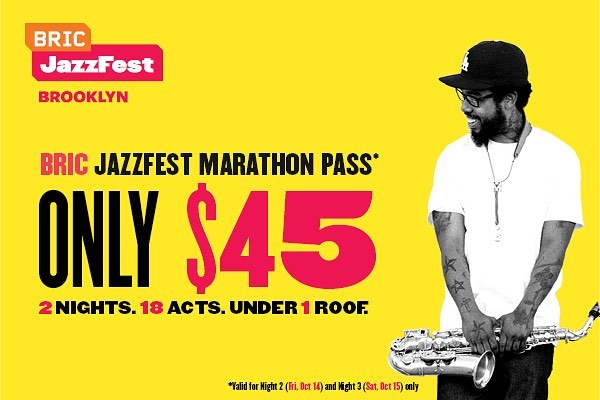 BRIC
JazzFest
BROOKLYN
BRIC JAZZFEST MARATHON PASS*
ONLY $45
2 NIGHTS. 18 ACTS. UNDER 1 ROOF.
*Valid for Night 2 (Fri, Oct 14) and Night 3 (Sat, Oct 15) only
LA